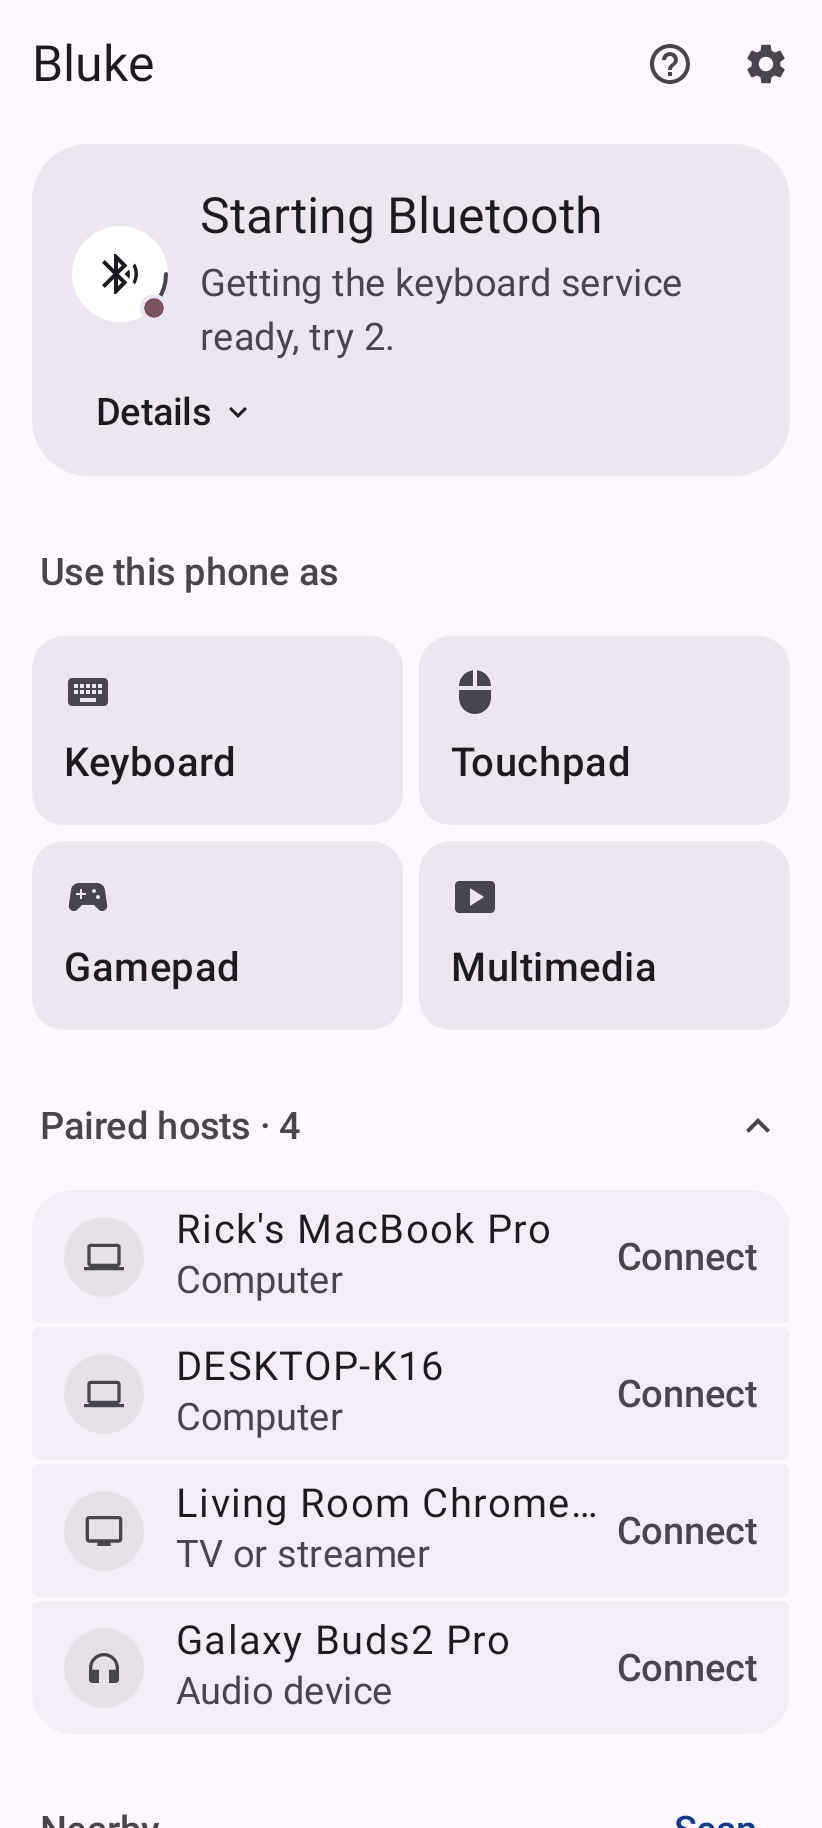 Bluke
Starting Bluetooth
Getting the keyboard service
ready, try 2.
Details
Use this phone as
Keyboard
Touchpad
Gamepad
Multimedia
Paired hosts · 4
Rick's MacBook Pro
Computer
Connect
DESKTOP-K16
Computer
Connect
Living Room Chrome…
TV or streamer
Connect
Galaxy Buds2 Pro
Audio device
Connect
Nearby
Scan